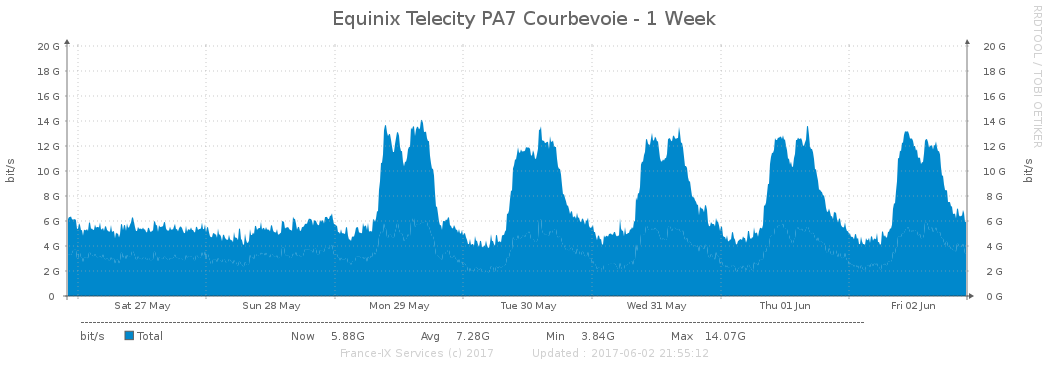 Equinix Telecity PA7 Courbevoie - 1 Week
RRDTOOL / TOBI OETIKER
20 G 20 G
18 G 18 G
16 G 16 G
14 G 14 G
12 G 12 G
10 G 10 G
8 G 8 G
6 G 6 G
4 G 4 G
2 G 2 G
0 0 G
bit/s bit/s
Sat 27 May Sun 28 May Mon 29 May Tue 30 May Wed 31 May Thu 01 Jun Fri 02 Jun
bit/s Total Now 5.88G Avg 7.28G Min 3.84G Max 14.07G
France-IX Services (c) 2017 Updated : 2017-06-02 21:55:12